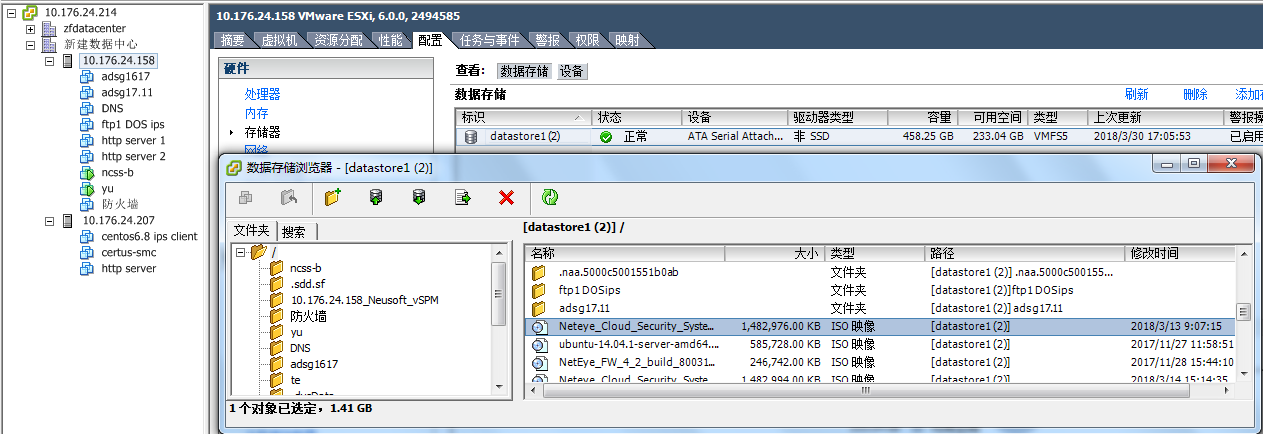 10.176.24.214
zfdatacenter
新建数据中心
10.176.24.158
adsg1617
adsg17.11
DNS
ftp1 DOS ips
http server 1
http server 2
ncss-b
yu
防火墙
10.176.24.207
centos6.8 ips client
certus-smc
http server
10.176.24.158 VMware ESXi, 6.0.0, 2494585
摘要 虚拟机 资源分配 性能 配置 任务与事件 警报 权限 映射
硬件
处理器
内存
存储器
网络
查看: 数据存储 设备
数据存储 刷新 删除 添加存
标识 状态 设备 驱动器类型 容量 可用空间 类型 上次更新 警报操
datastore1 (2) 正常 ATA Serial Attach... 非 SSD 458.25 GB 233.04 GB VMFS5 2018/3/30 17:05:53 已启用
数据存储浏览器 - [datastore1 (2)]
文件夹 搜索
/
ncss-b
.sdd.sf
10.176.24.158_Neusoft_vSPM
防火墙
yu
DNS
adsg1617
te
[datastore1 (2)] /
名称 大小 类型 路径 修改时间
.naa.5000c5001551b0ab 文件夹 [datastore1 (2)] .naa.5000c500155...
ftp1 DOSips 文件夹 [datastore1 (2)]ftp1 DOSips
adsg17.11 文件夹 [datastore1 (2)] adsg17.11
Neteye_Cloud_Security_Syste... 1,482,976.00 KB ISO 映像 [datastore1 (2)] 2018/3/13 9:07:15
ubuntu-14.04.1-server-amd64.... 585,728.00 KB ISO 映像 [datastore1 (2)] 2017/11/27 11:58:51
NetEye_FW_4_2_build_80031... 246,742.00 KB ISO 映像 [datastore1 (2)] 2017/11/28 15:44:10
Neteye_Cloud_Security_Syste... 1,482,994.00 KB ISO 映像 [datastore1 (2)] 2018/3/14 15:14:35
1 个对象已选定，1.41 GB